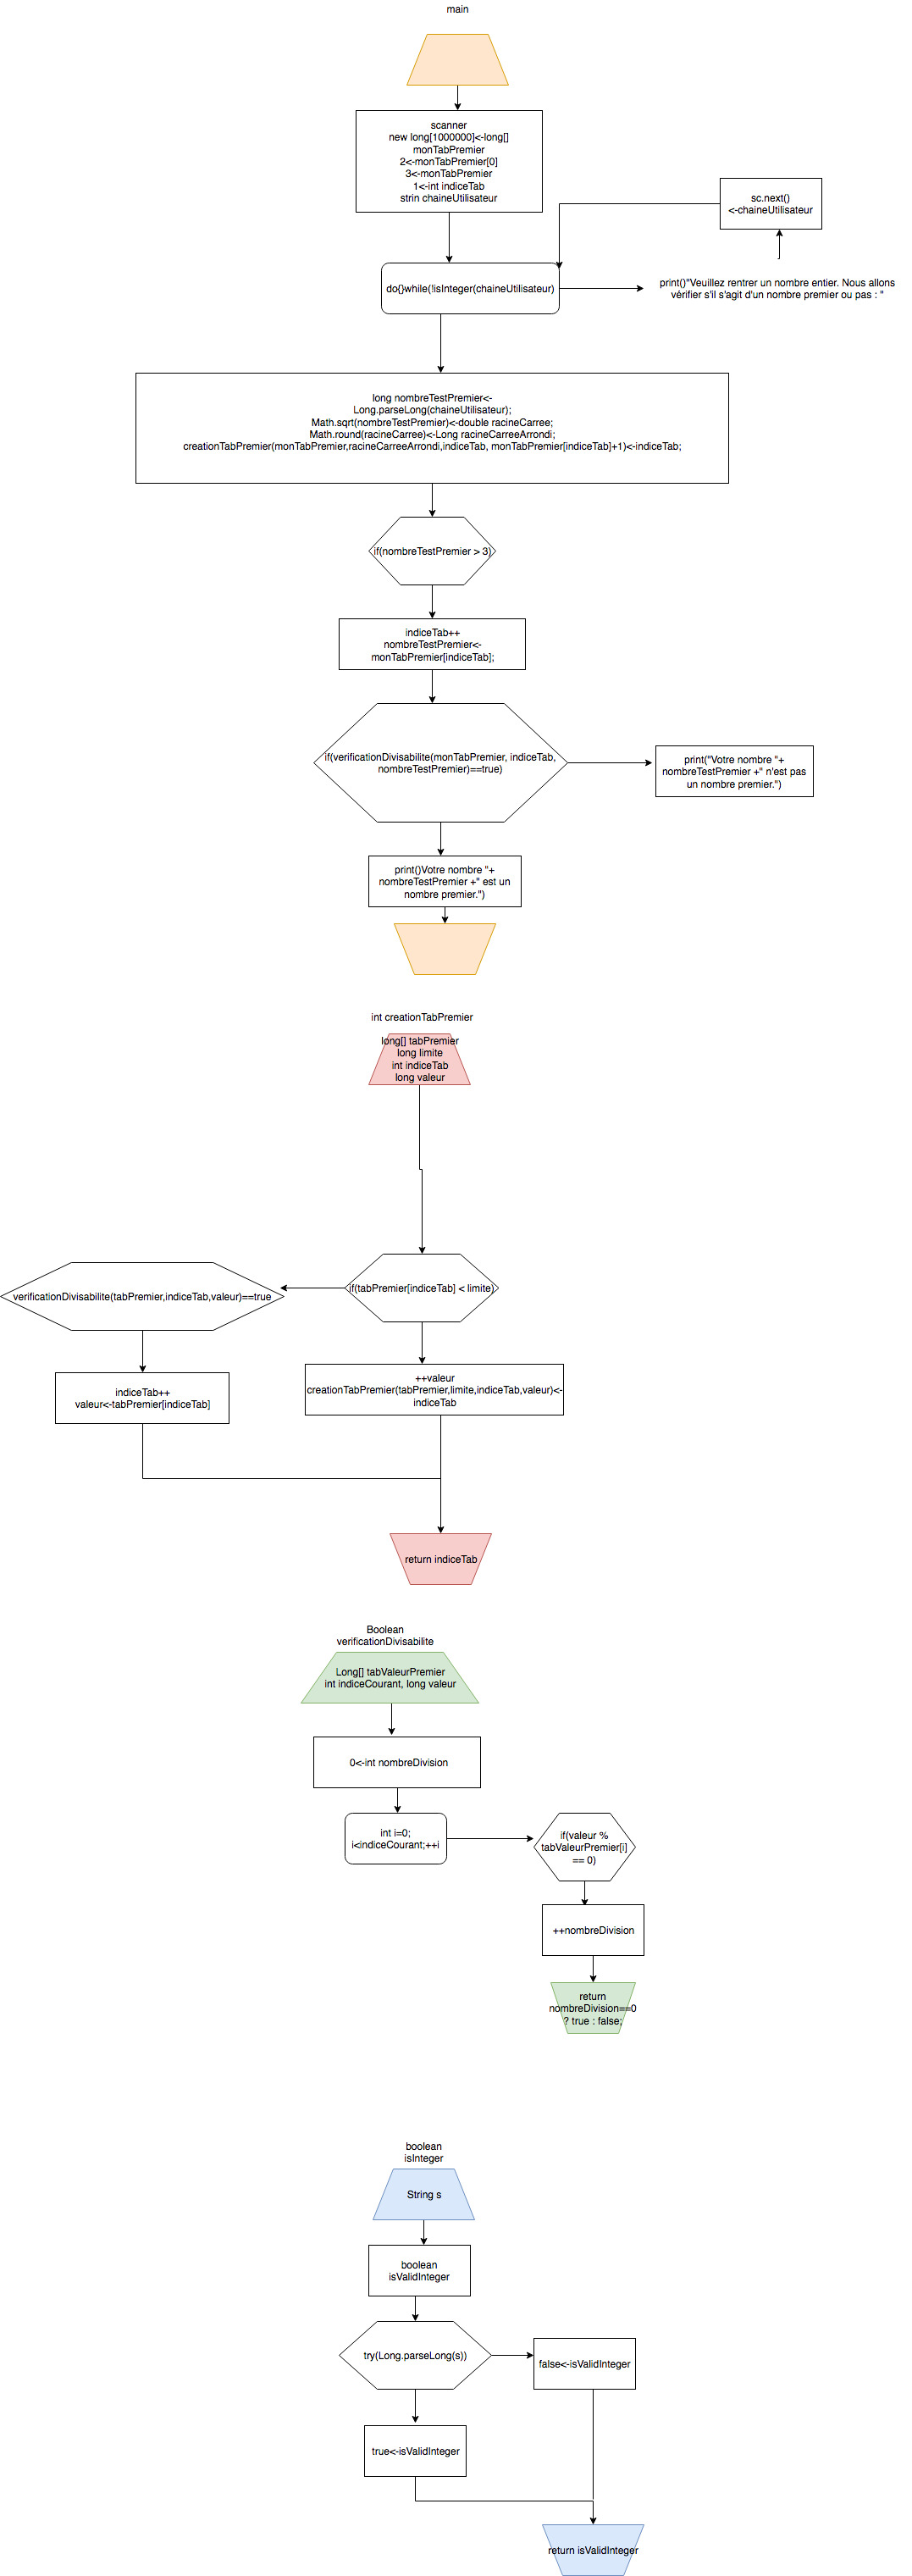 main
scanner
new long[1000000]<-long[]
monTabPremier
2<-monTabPremier[0]
3<-monTabPremier
1<-int indiceTab
strin chaineUtilisateur
sc.next()
<-chaineUtilisateur
do{}while(!isInteger(chaineUtilisateur)
print()"Veuillez rentrer un nombre entier. Nous allons
vérifier s'il s'agit d'un nombre premier ou pas : "
long nombreTestPremier<-
Long.parseLong(chaineUtilisateur);
Math.sqrt(nombreTestPremier)<-double racineCarree;
Math.round(racineCarree)<-Long racineCarreeArrondi;
creationTabPremier(monTabPremier,racineCarreeArrondi,indiceTab, monTabPremier[indiceTab]+1)<-indiceTab;
if(nombreTestPremier > 3)
indiceTab++
nombreTestPremier<-
monTabPremier[indiceTab];
if(verificationDivisabilite(monTabPremier, indiceTab,
nombreTestPremier)==true)
print("Votre nombre "+
nombreTestPremier +" n'est pas
un nombre premier.")
print()Votre nombre "+
nombreTestPremier +" est un
nombre premier.")
int creationTabPremier
long[] tabPremier
long limite
int indiceTab
long valeur
verificationDivisabilite(tabPremier,indiceTab,valeur)==true
if(tabPremier[indiceTab] < limite)
indiceTab++
valeur<-tabPremier[indiceTab]
++valeur
creationTabPremier(tabPremier,limite,indiceTab,valeur)<-
indiceTab
return indiceTab
Boolean
verificationDivisabilite
Long[] tabValeurPremier
int indiceCourant, long valeur
0<-int nombreDivision
int i=0;
i<indiceCourant;++i
if(valeur %
tabValeurPremier[i]
== 0)
++nombreDivision
return
nombreDivision==0
? true : false;
boolean
isInteger
String s
boolean
isValidInteger
try(Long.parseLong(s))
false<-isValidInteger
true<-isValidInteger
return isValidInteger